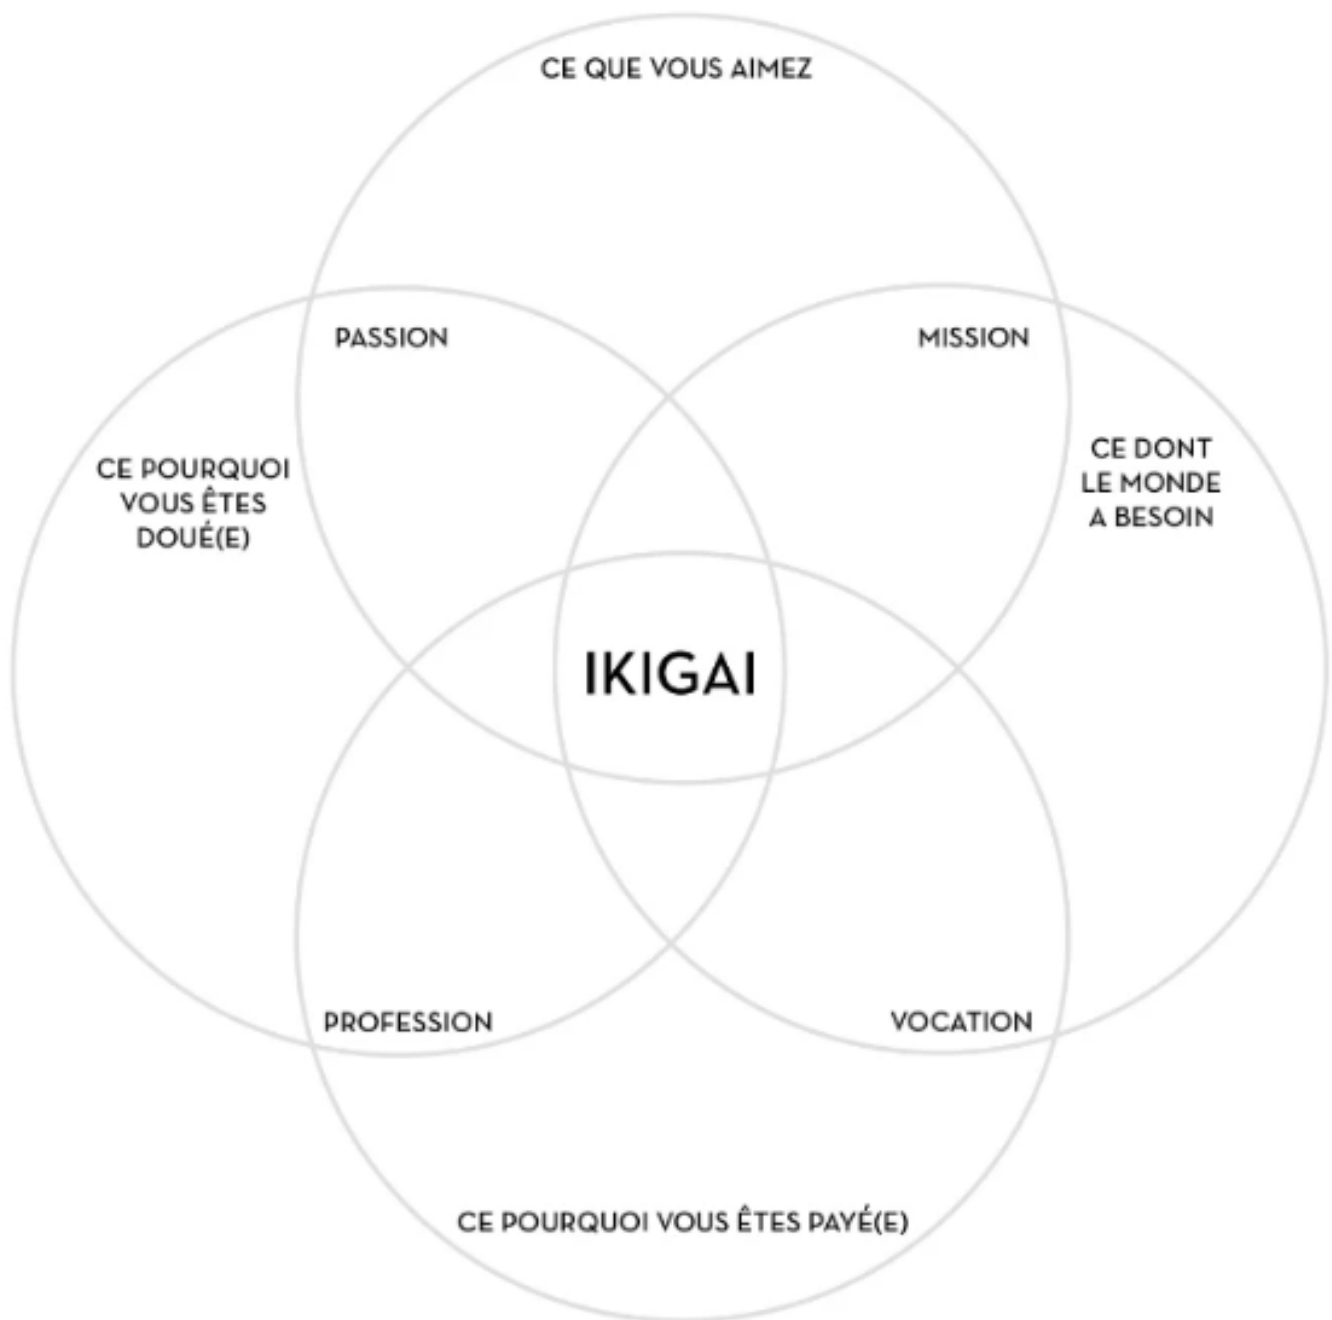 CE QUE VOUS AIMEZ
PASSION
MISSION
CE POURQUOI
VOUS ÊTES
DOUÉ(E)
CE DONT
LE MONDE
A BESOIN
IKIGAI
PROFESSION
VOCATION
CE POURQUOI VOUS ÊTES PAYÉ(E)